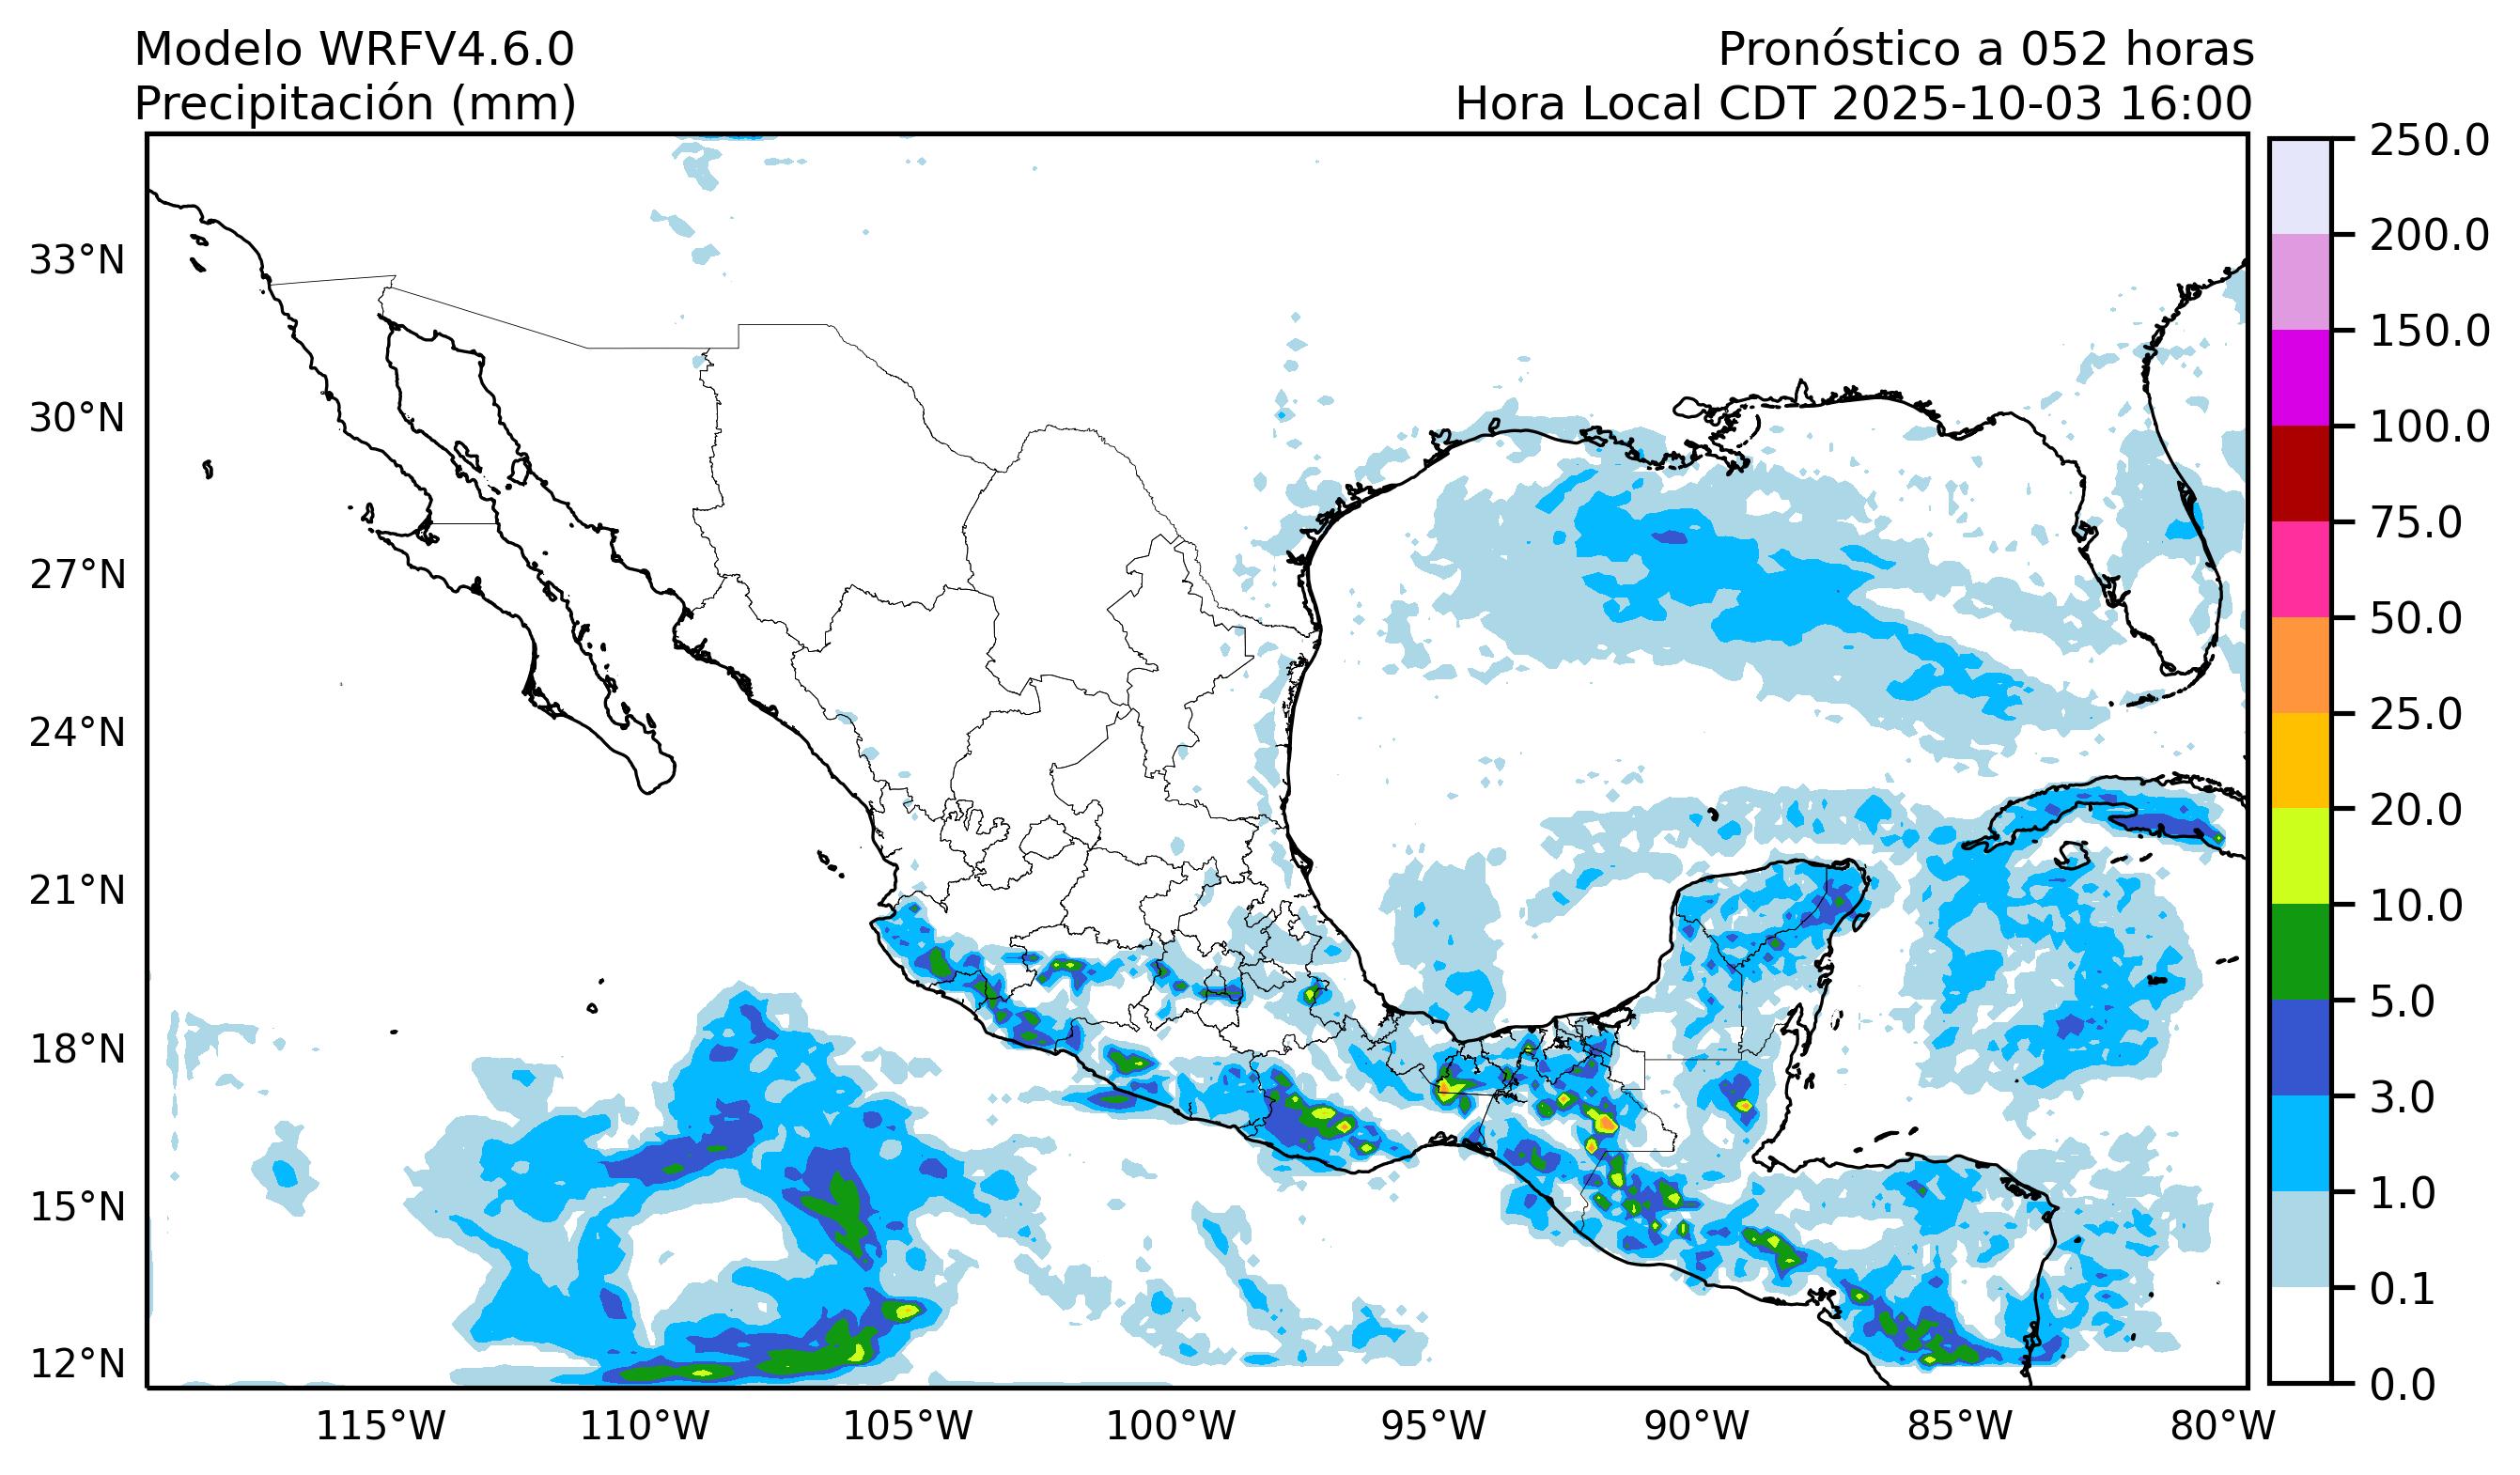 Modelo WRFV4.6.0
Precipitación (mm)
Pronóstico a 052 horas
Hora Local CDT 2025-10-03 16:00
33°N
30°N
27°N
24°N
21°N
18°N
15°N
12°N
115°W
110°W
105°W
100°W
95°W
90°W
85°W
80°W
250.0
200.0
150.0
100.0
75.0
50.0
25.0
20.0
10.0
5.0
3.0
1.0
0.1
0.0